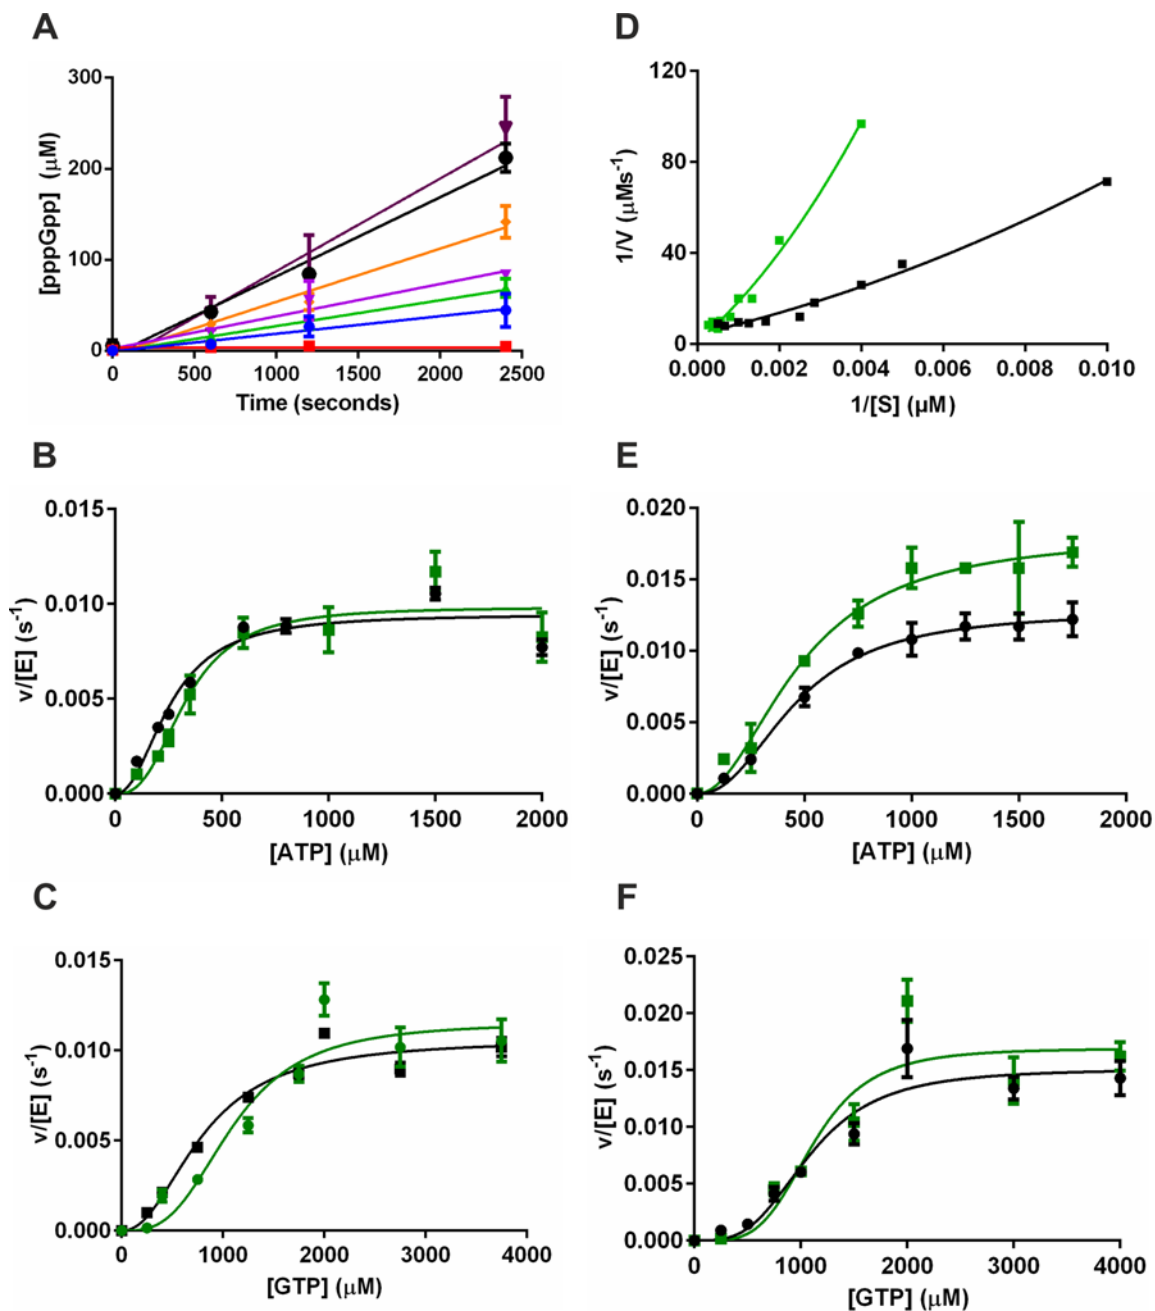 A
300
200
100
0
[pppGpp] (μM)
0 500 1000 1500 2000 2500
Time (seconds)
D
120
80
40
0
1/V (μMs-1)
0.000 0.002 0.004 0.006 0.008 0.010
1/[S] (μM)
B
0.015
0.010
0.005
0.000
v/[E] (s-1)
0 500 1000 1500 2000
[ATP] (μM)
E
0.020
0.015
0.010
0.005
0.000
v/[E] (s-1)
0 500 1000 1500 2000
[ATP] (μM)
C
0.015
0.010
0.005
0.000
v/[E] (s-1)
0 1000 2000 3000 4000
[GTP] (μM)
F
0.025
0.020
0.015
0.010
0.005
0.000
v/[E] (s-1)
0 1000 2000 3000 4000
[GTP] (μM)